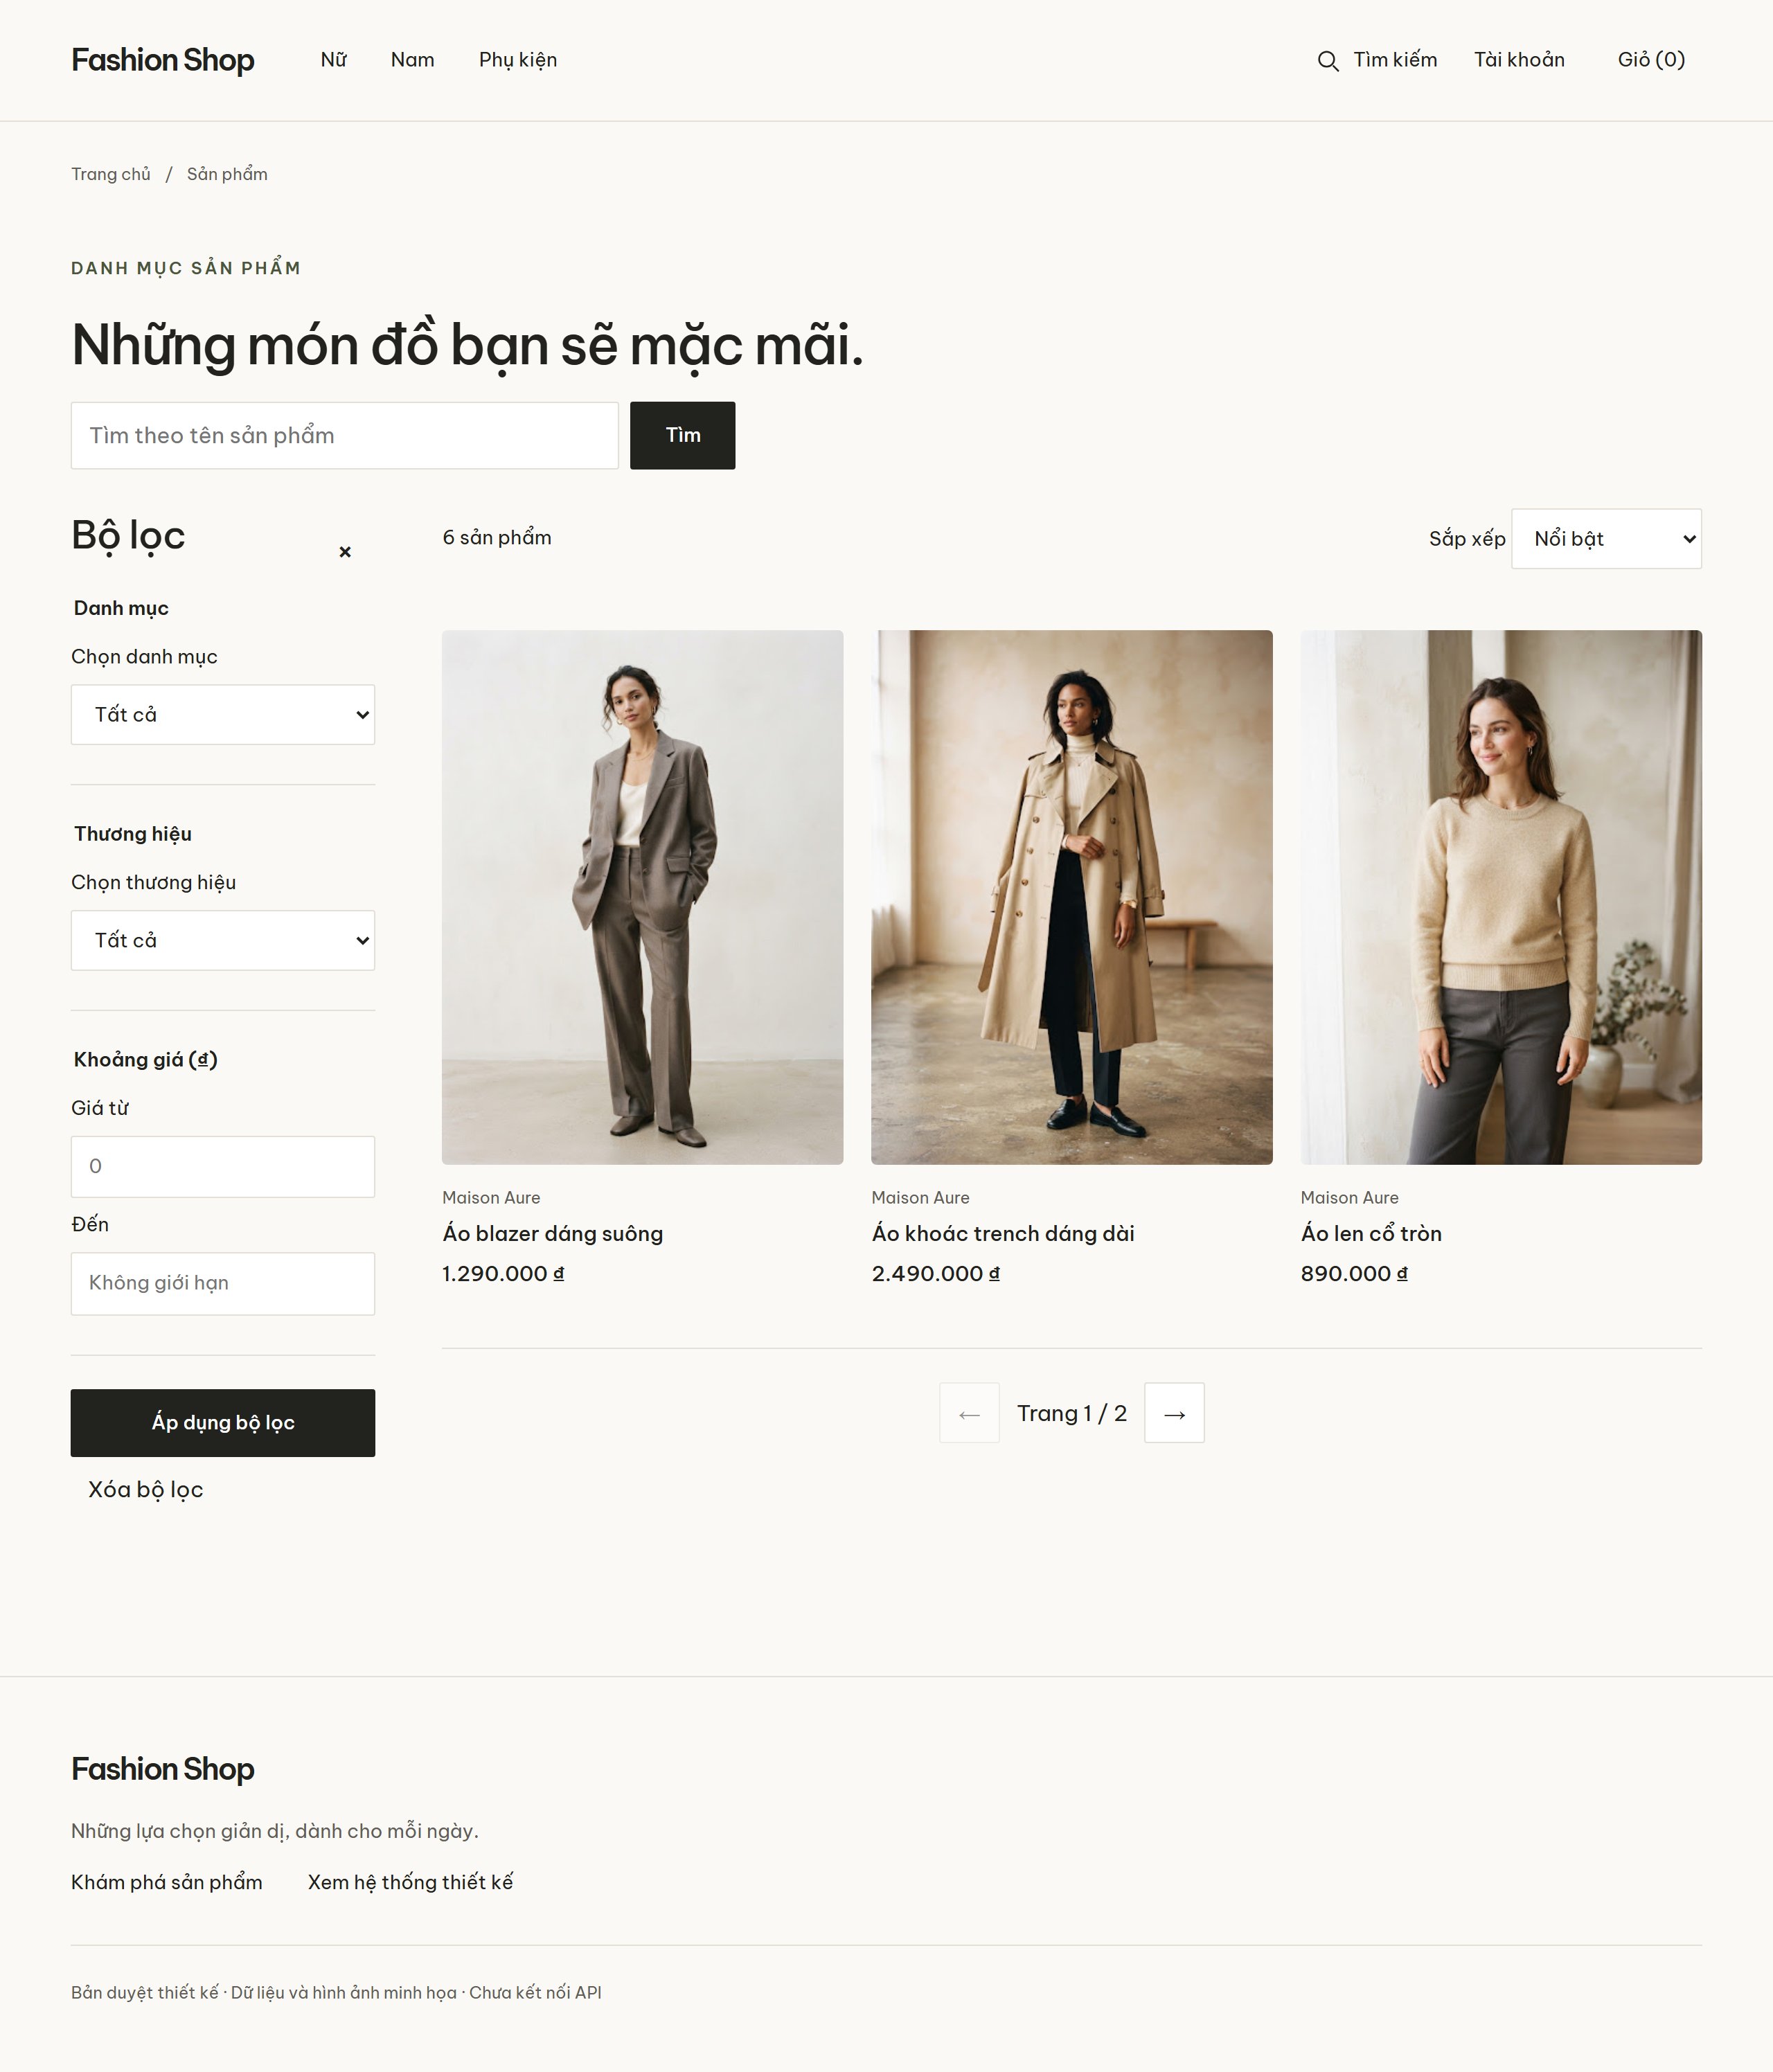 Fashion Shop Nữ Nam Phụ kiện Tìm kiếm Tài khoản Giỏ (0)
Trang chủ / Sản phẩm
DANH MỤC SẢN PHẨM
Những món đồ bạn sẽ mặc mãi.
Tìm theo tên sản phẩm Tìm
Bộ lọc ×
Danh mục
Chọn danh mục
Tất cả
Thương hiệu
Chọn thương hiệu
Tất cả
Khoảng giá (₫)
Giá từ
0
Đến
Không giới hạn
Áp dụng bộ lọc
Xóa bộ lọc
6 sản phẩm Sắp xếp Nổi bật
Maison Aure
Áo blazer dáng suông
1.290.000 ₫
Maison Aure
Áo khoác trench dáng dài
2.490.000 ₫
Maison Aure
Áo len cổ tròn
890.000 ₫
← Trang 1 / 2 →
Fashion Shop
Những lựa chọn giản dị, dành cho mỗi ngày.
Khám phá sản phẩm Xem hệ thống thiết kế
Bản duyệt thiết kế · Dữ liệu và hình ảnh minh họa · Chưa kết nối API